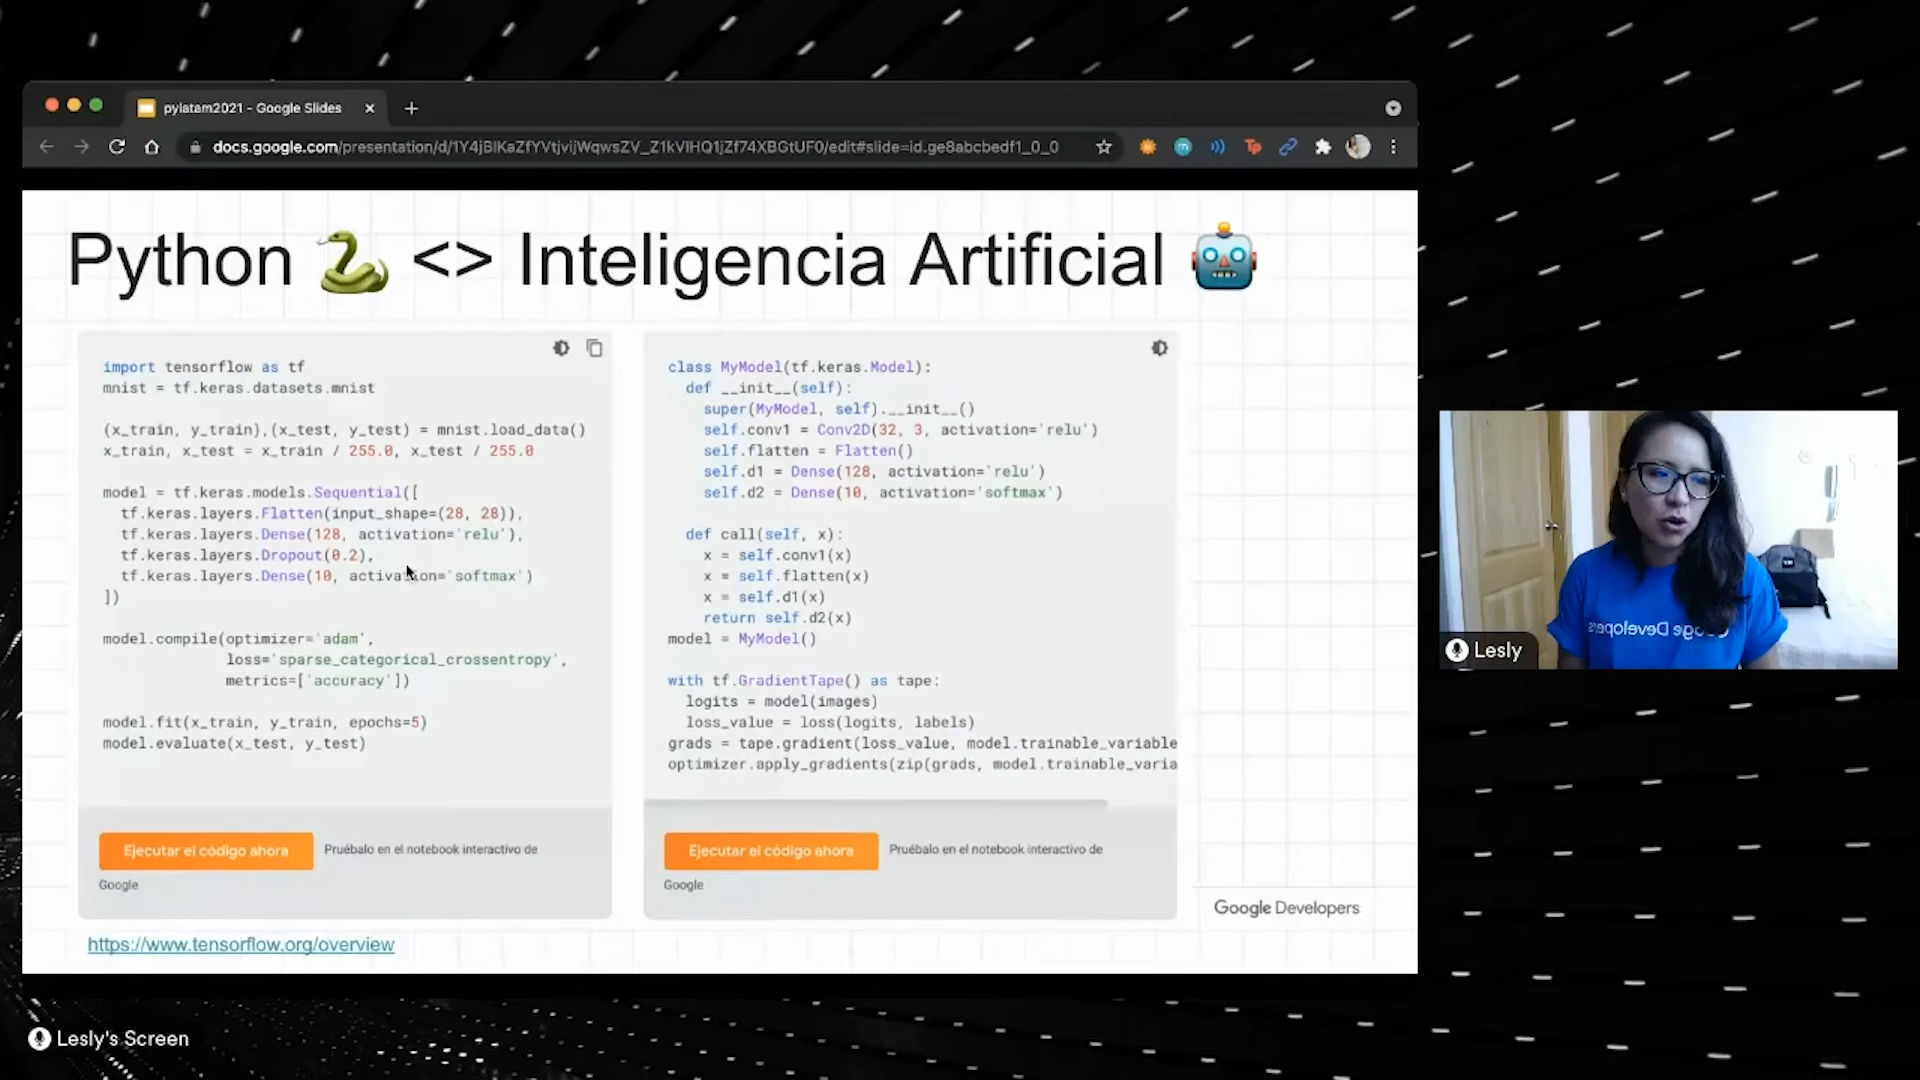 pylatam2021 - Google Slides
docs.google.com/presentation/d/1Y4jBlKaZfYVtjvijWqwsZV_Z1kVlHQ1jZf74XBGtUF0/edit#slide=id.ge8abcbedf1_0_0
Tp
Python 🐍 <> Inteligencia Artificial 🤖
import tensorflow as tf
mnist = tf.keras.datasets.mnist
(x_train, y_train),(x_test, y_test) = mnist.load_data()
x_train, x_test = x_train / 255.0, x_test / 255.0
model = tf.keras.models.Sequential([
  tf.keras.layers.Flatten(input_shape=(28, 28)),
  tf.keras.layers.Dense(128, activation='relu'),
  tf.keras.layers.Dropout(0.2),
  tf.keras.layers.Dense(10, activation='softmax')
])
model.compile(optimizer='adam',
              loss='sparse_categorical_crossentropy',
              metrics=['accuracy'])
model.fit(x_train, y_train, epochs=5)
model.evaluate(x_test, y_test)
Ejecutar el código ahora
Pruébalo en el notebook interactivo de
Google
class MyModel(tf.keras.Model):
  def __init__(self):
    super(MyModel, self).__init__()
    self.conv1 = Conv2D(32, 3, activation='relu')
    self.flatten = Flatten()
    self.d1 = Dense(128, activation='relu')
    self.d2 = Dense(10, activation='softmax')
  def call(self, x):
    x = self.conv1(x)
    x = self.flatten(x)
    x = self.d1(x)
    return self.d2(x)
model = MyModel()
with tf.GradientTape() as tape:
  logits = model(images)
  loss_value = loss(logits, labels)
grads = tape.gradient(loss_value, model.trainable_variable
optimizer.apply_gradients(zip(grads, model.trainable_varia
Ejecutar el código ahora
Pruébalo en el notebook interactivo de
Google
Google Developers
https://www.tensorflow.org/overview
Google Developers
Lesly
Lesly's Screen